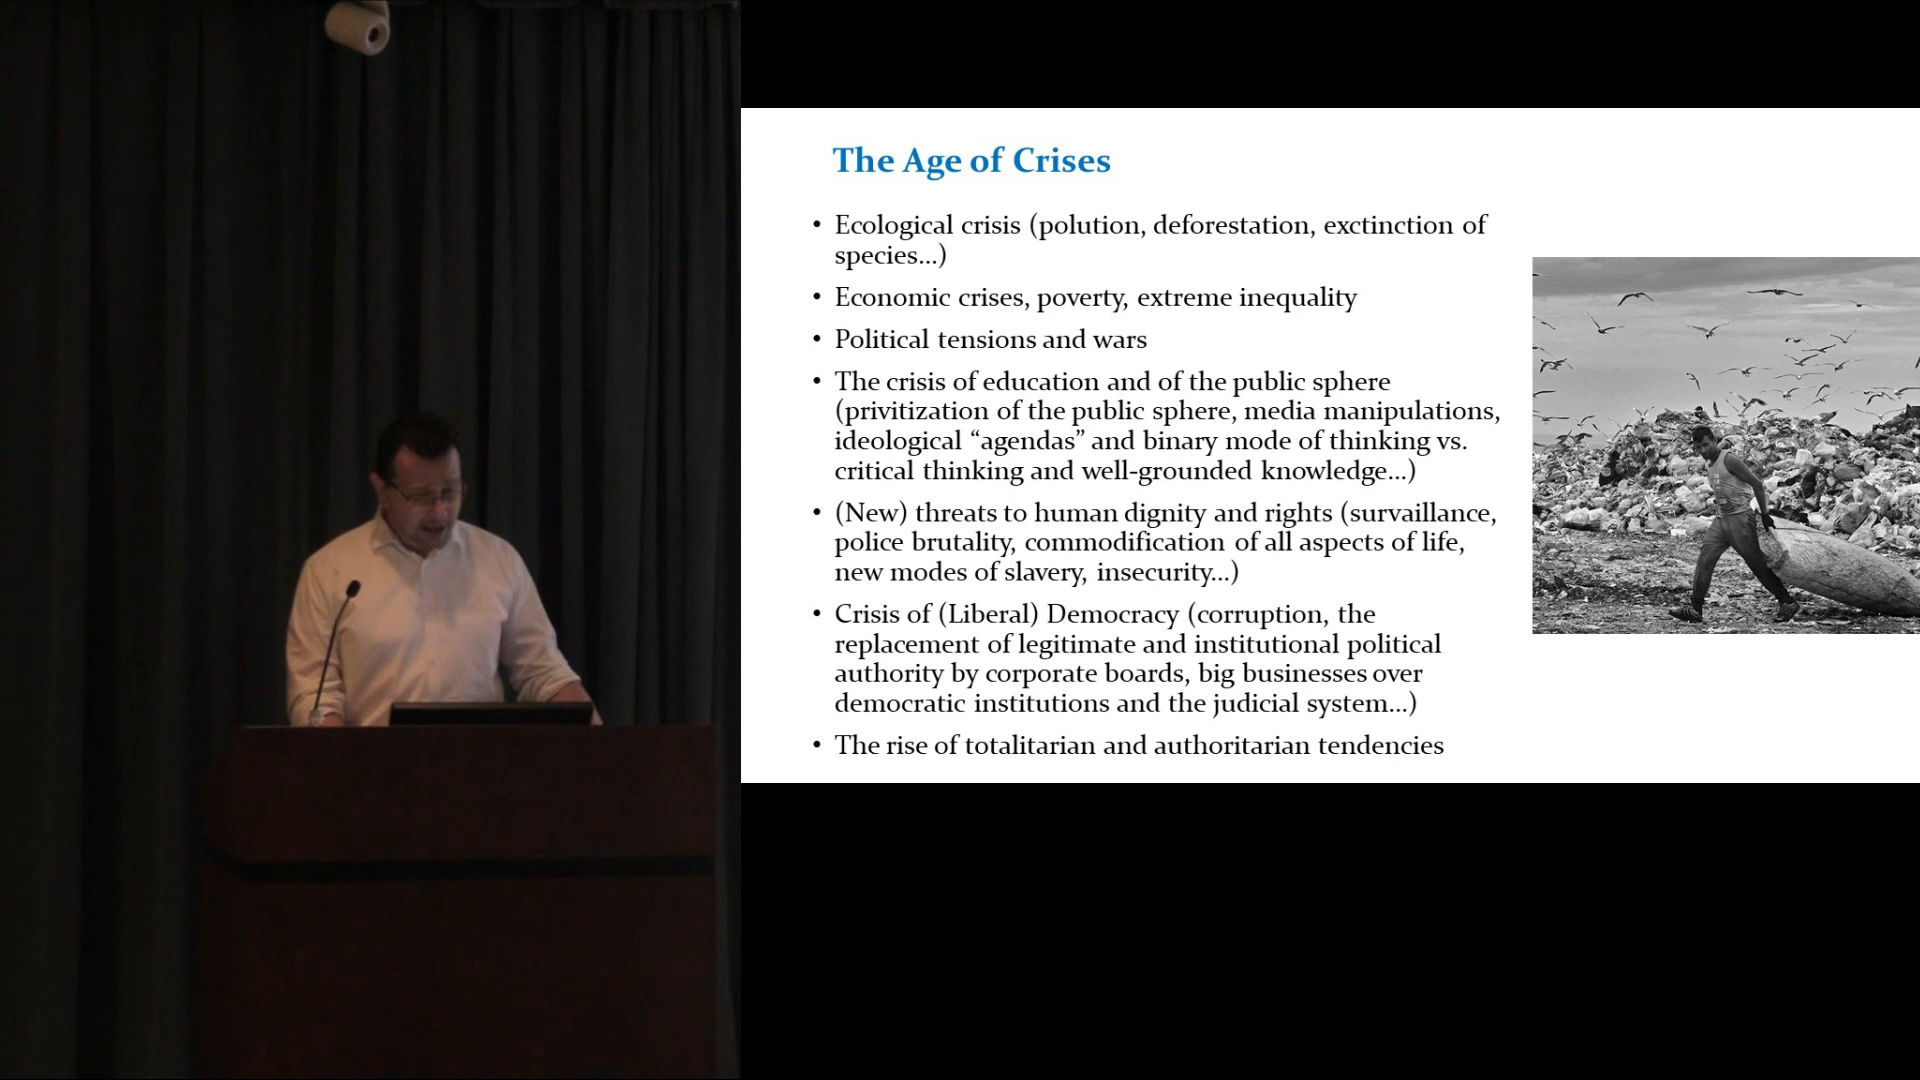 The Age of Crises
• Ecological crisis (polution, deforestation, exctinction of
species...)
• Economic crises, poverty, extreme inequality
• Political tensions and wars
• The crisis of education and of the public sphere
(privitization of the public sphere, media manipulations,
ideological “agendas” and binary mode of thinking vs.
critical thinking and well-grounded knowledge...)
• (New) threats to human dignity and rights (survaillance,
police brutality, commodification of all aspects of life,
new modes of slavery, insecurity...)
• Crisis of (Liberal) Democracy (corruption, the
replacement of legitimate and institutional political
authority by corporate boards, big businesses over
democratic institutions and the judicial system...)
• The rise of totalitarian and authoritarian tendencies